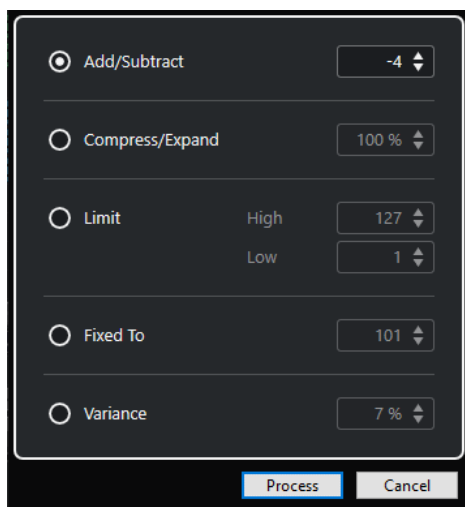 Add/Subtract -4
Compress/Expand 100 %
Limit High 127
Low 1
Fixed To 101
Variance 7 %
Process Cancel